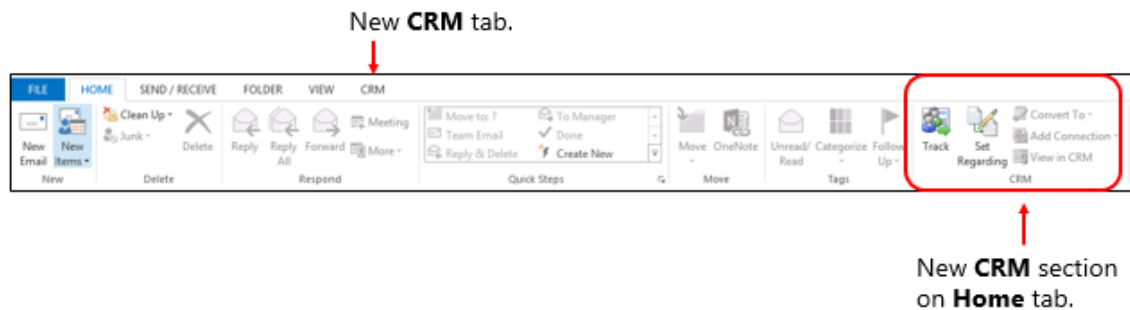 New CRM tab.
FILE HOME SEND / RECEIVE FOLDER VIEW CRM
New Email
New Items
Clean Up
Junk
Delete
Reply
Reply All
Forward
Meeting
More
Move to: ?
Team Email
Reply & Delete
To Manager
Done
Create New
Move
OneNote
Unread/ Read
Categorize
Follow Up
Track
Set Regarding
Convert To
Add Connection
View in CRM
New Delete Respond Quick Steps Move Tags CRM
New CRM section
on Home tab.